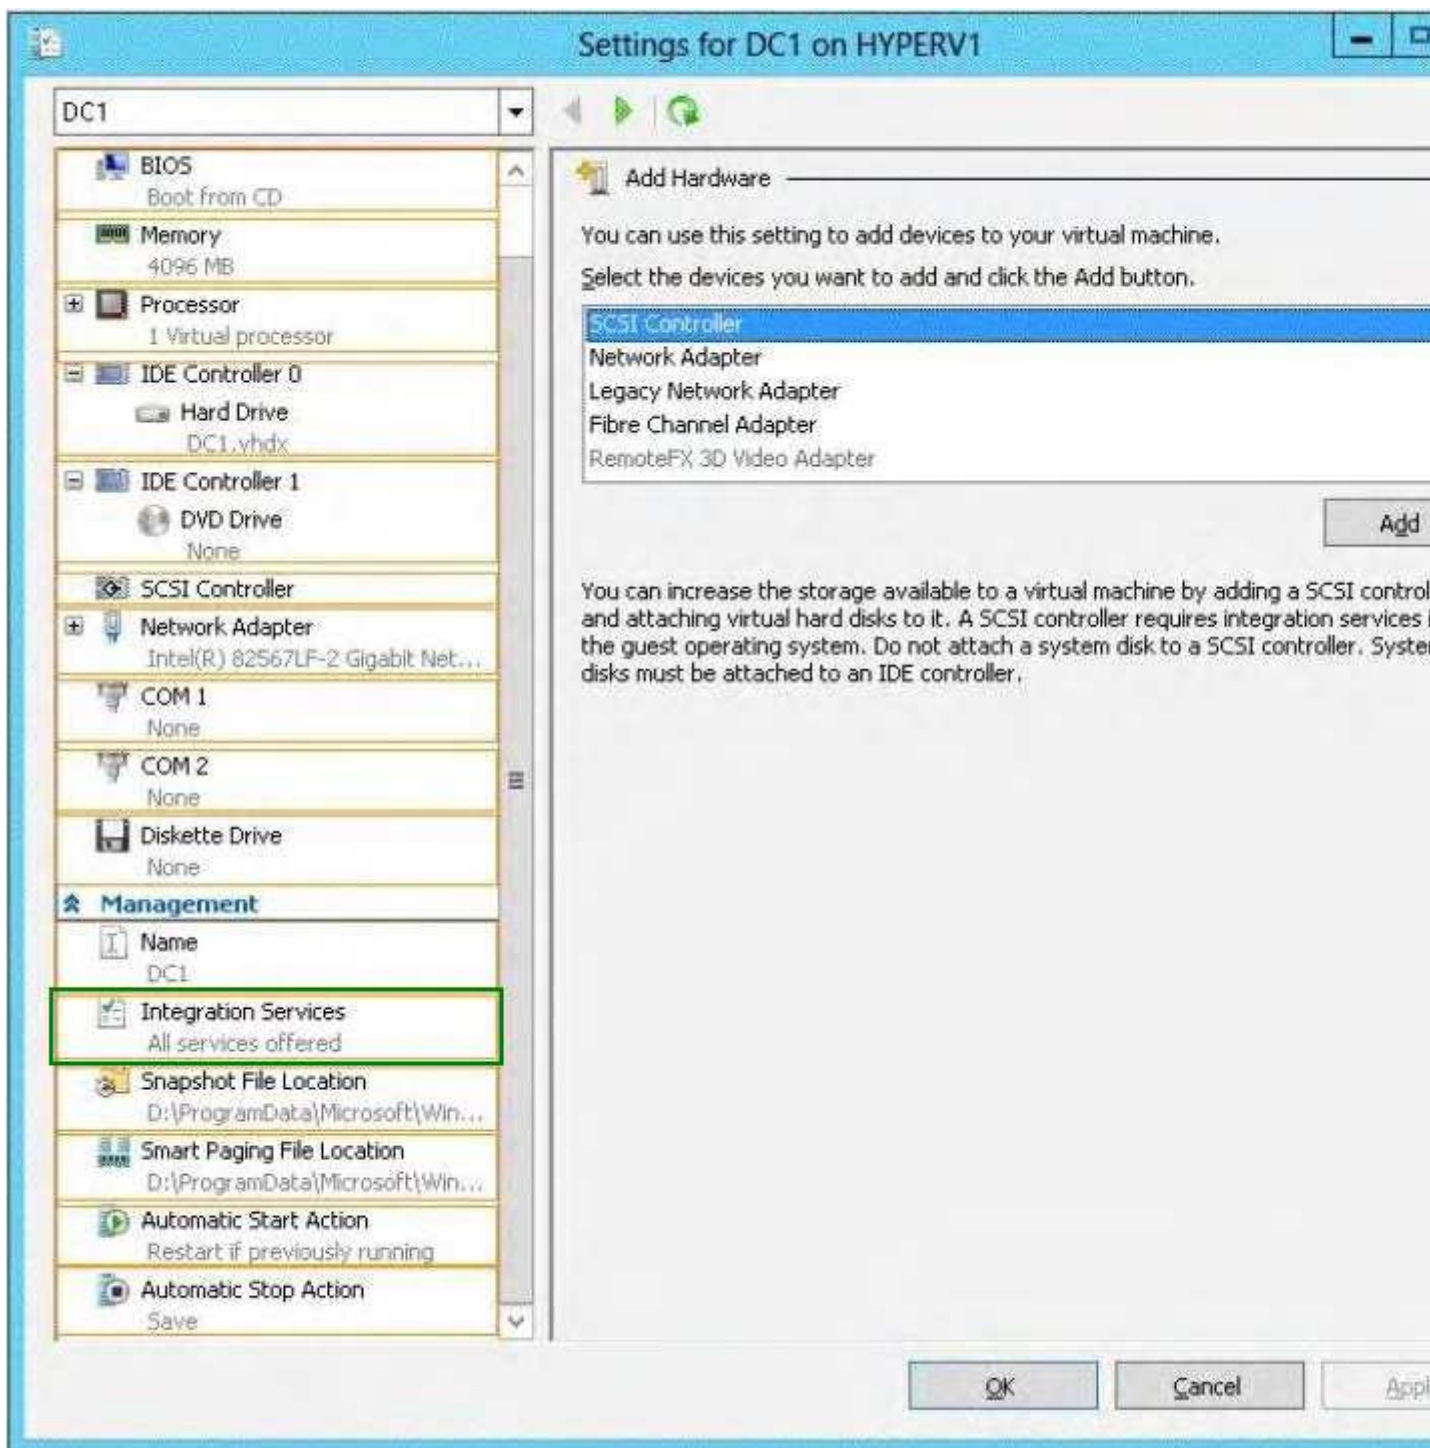 Settings for DC1 on HYPERV1
DC1
BIOS
Boot from CD
Memory
4096 MB
Processor
1 Virtual processor
IDE Controller 0
Hard Drive
DC1.vhdx
IDE Controller 1
DVD Drive
None
SCSI Controller
Network Adapter
Intel(R) 82567LF-2 Gigabit Net...
COM 1
None
COM 2
None
Diskette Drive
None
Management
Name
DC1
Integration Services
All services offered
Snapshot File Location
D:\ProgramData\Microsoft\Win...
Smart Paging File Location
D:\ProgramData\Microsoft\Win...
Automatic Start Action
Restart if previously running
Automatic Stop Action
Save
Add Hardware
You can use this setting to add devices to your virtual machine.
Select the devices you want to add and click the Add button.
SCSI Controller
Network Adapter
Legacy Network Adapter
Fibre Channel Adapter
RemoteFX 3D Video Adapter
Add
You can increase the storage available to a virtual machine by adding a SCSI control
and attaching virtual hard disks to it. A SCSI controller requires integration services i
the guest operating system. Do not attach a system disk to a SCSI controller. Syste
disks must be attached to an IDE controller.
OK
Cancel
Appl